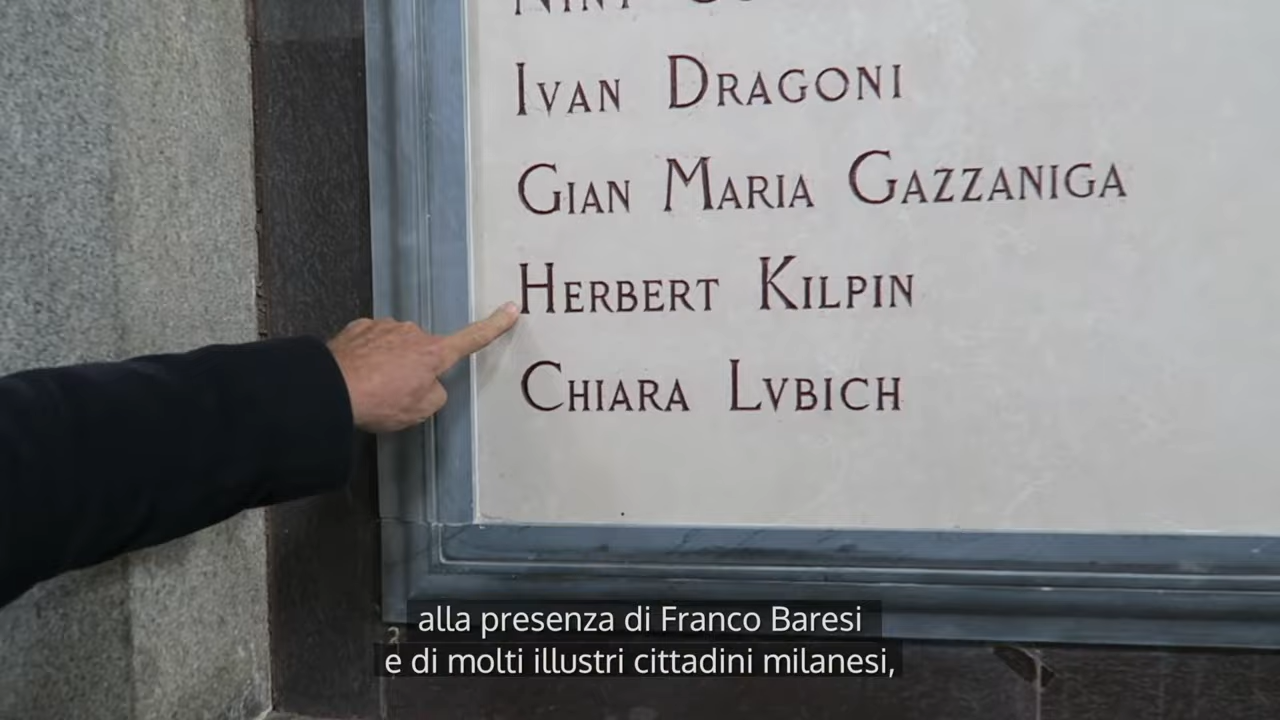 Ivan Dragoni
Gian Maria Gazzaniga
Herbert Kilpin
Chiara Lvbich
alla presenza di Franco Baresi
e di molti illustri cittadini milanesi,